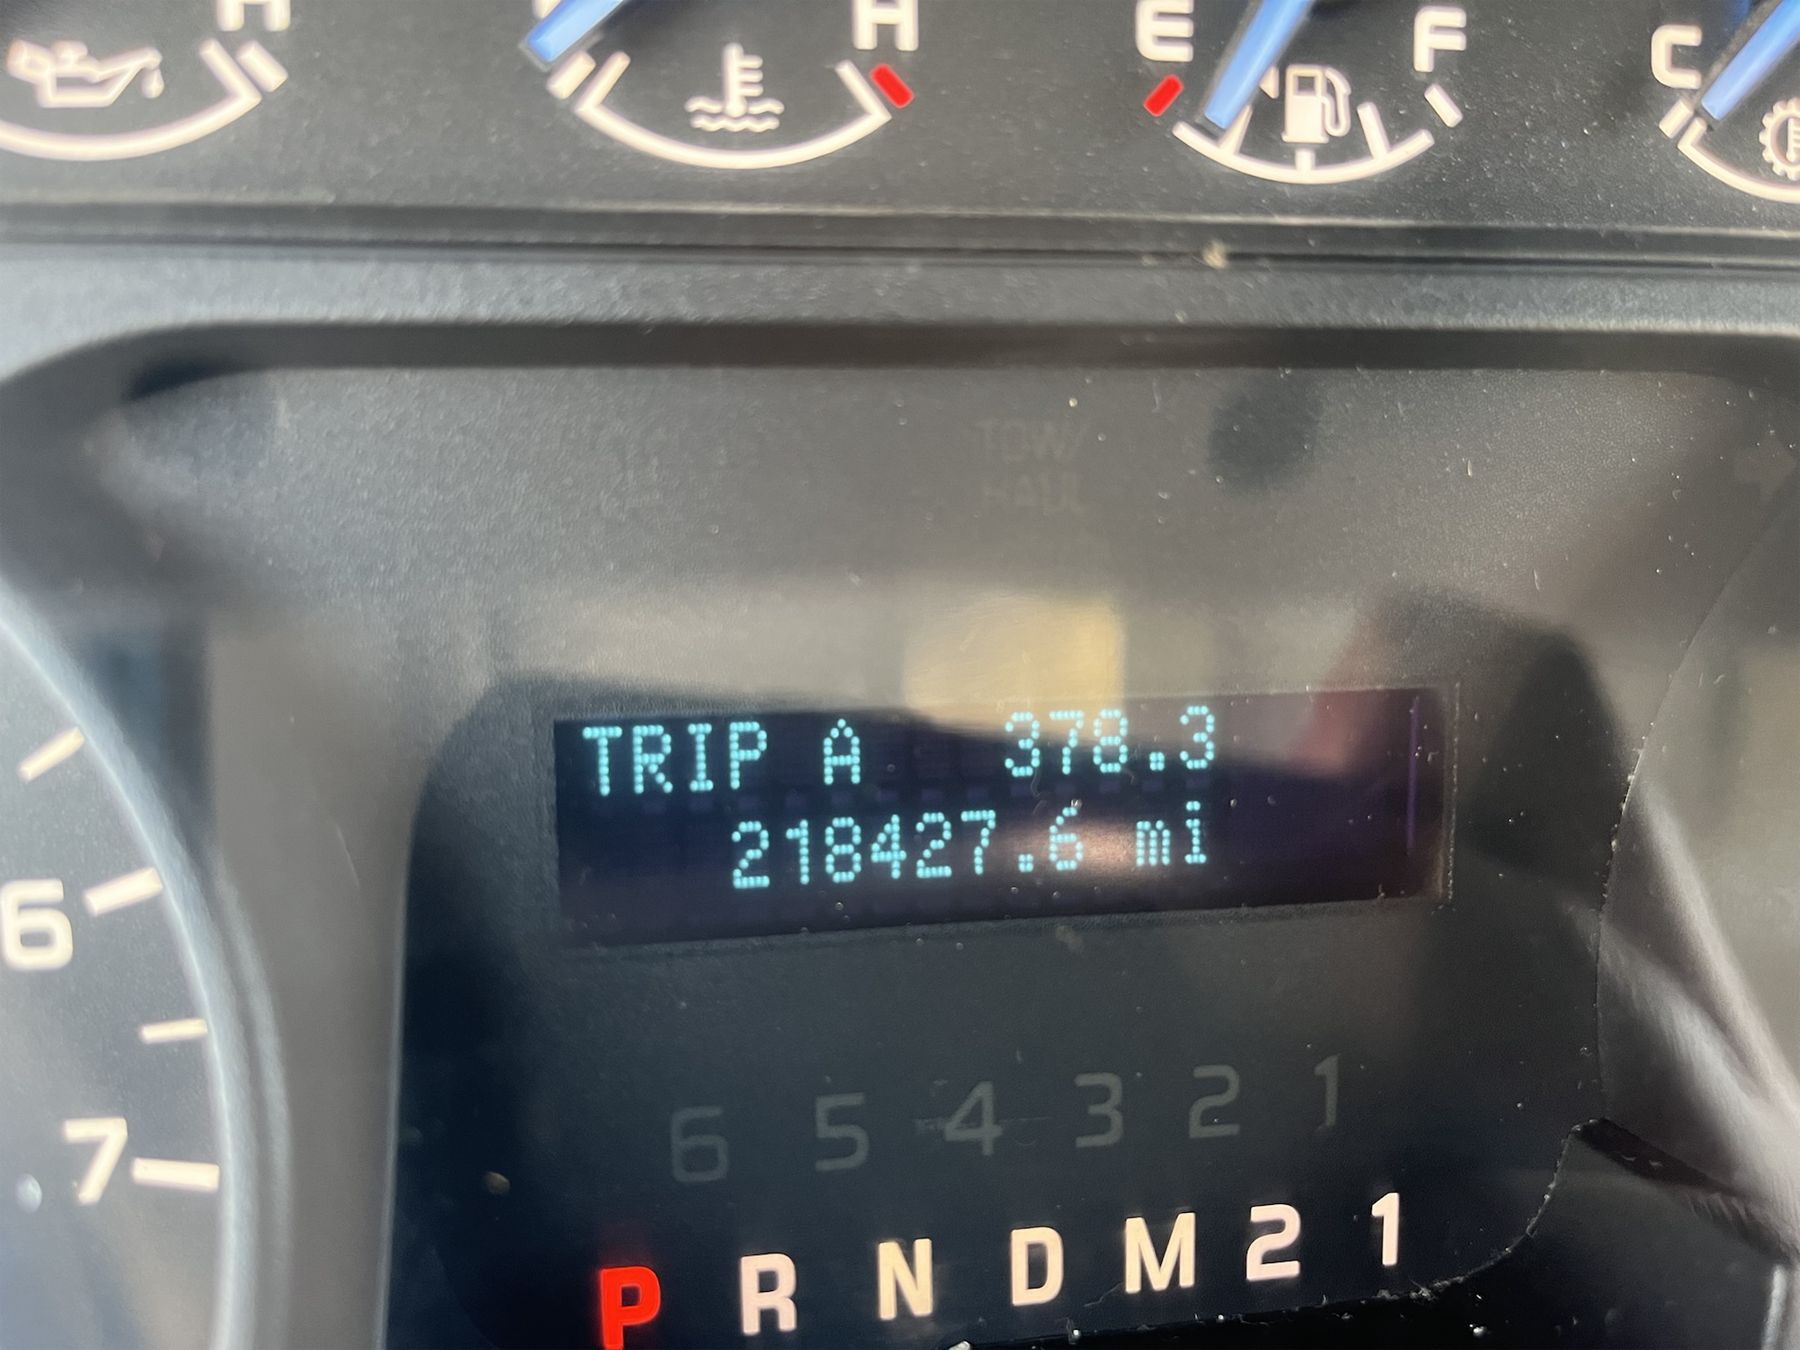 H
H
E
F
C
TOW/
HAUL
TRIP A 378.3
218427.6 mi
6
7
6 5 4 3 2 1
P R N D M 2 1